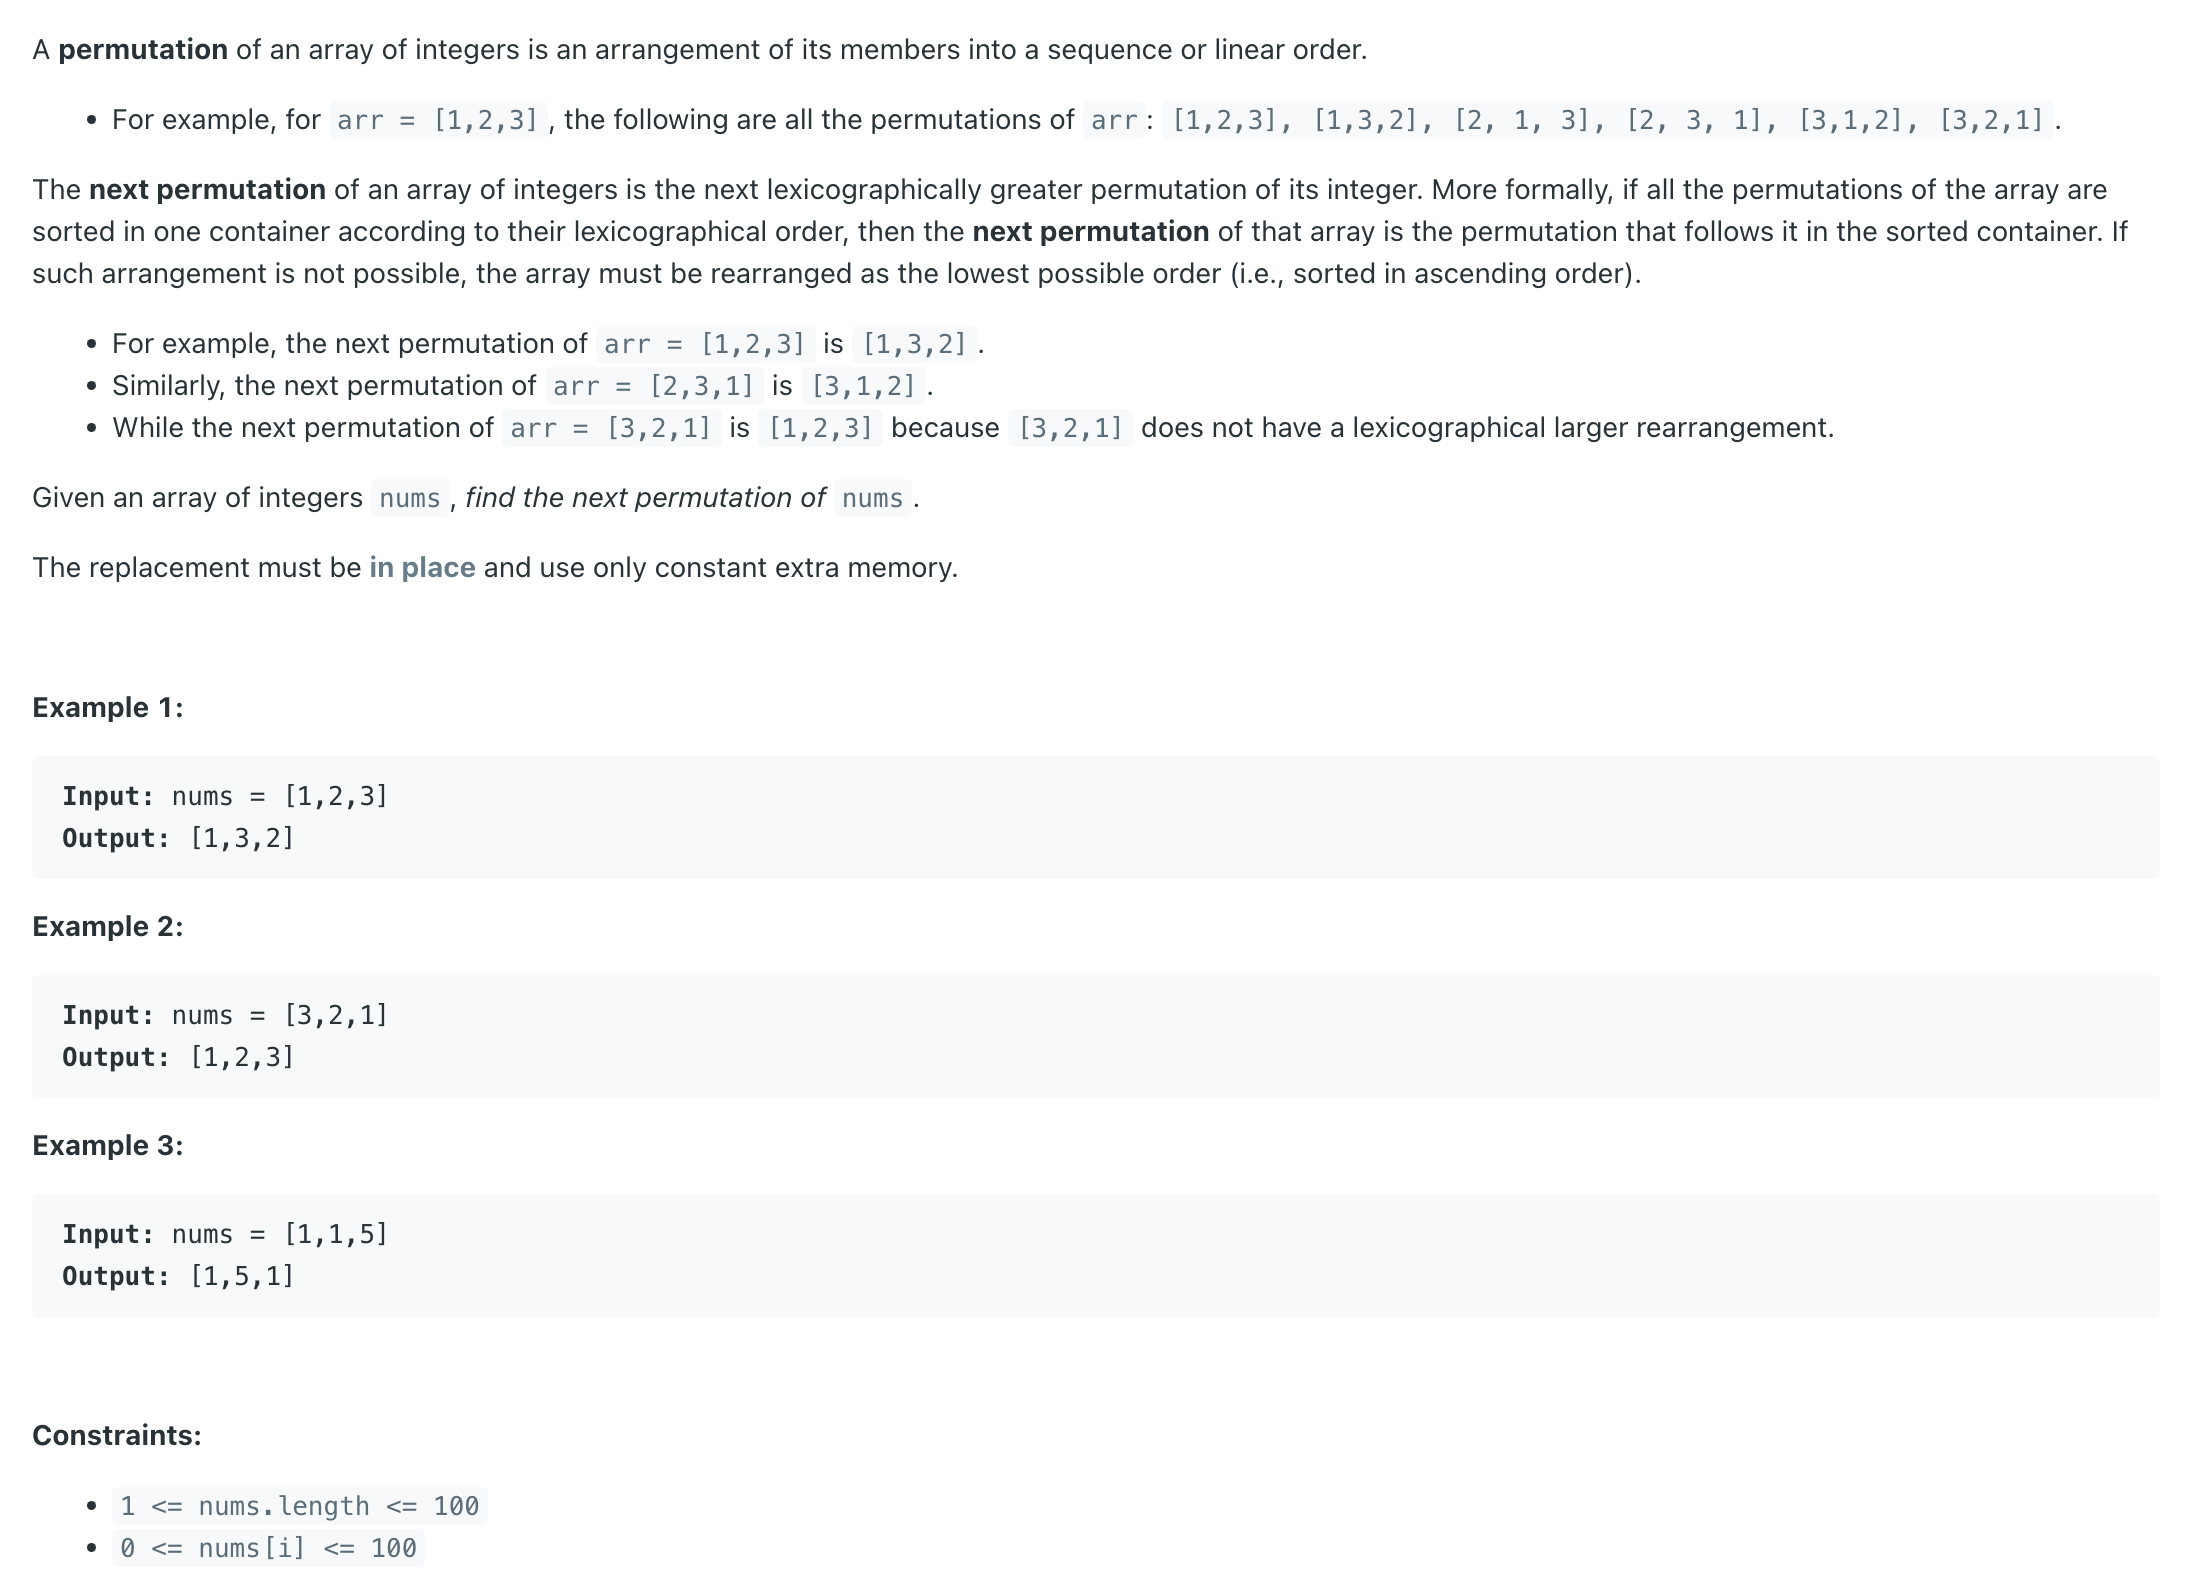 A permutation of an array of integers is an arrangement of its members into a sequence or linear order.
• For example, for arr = [1,2,3], the following are all the permutations of arr: [1,2,3], [1,3,2], [2, 1, 3], [2, 3, 1], [3,1,2], [3,2,1].
The next permutation of an array of integers is the next lexicographically greater permutation of its integer. More formally, if all the permutations of the array are
sorted in one container according to their lexicographical order, then the next permutation of that array is the permutation that follows it in the sorted container. If
such arrangement is not possible, the array must be rearranged as the lowest possible order (i.e., sorted in ascending order).
• For example, the next permutation of arr = [1,2,3] is [1,3,2].
• Similarly, the next permutation of arr = [2,3,1] is [3,1,2].
• While the next permutation of arr = [3,2,1] is [1,2,3] because [3,2,1] does not have a lexicographical larger rearrangement.
Given an array of integers nums, find the next permutation of nums.
The replacement must be in place and use only constant extra memory.
Example 1:
Input: nums = [1,2,3]
Output: [1,3,2]
Example 2:
Input: nums = [3,2,1]
Output: [1,2,3]
Example 3:
Input: nums = [1,1,5]
Output: [1,5,1]
Constraints:
• 1 <= nums.length <= 100
• 0 <= nums[i] <= 100